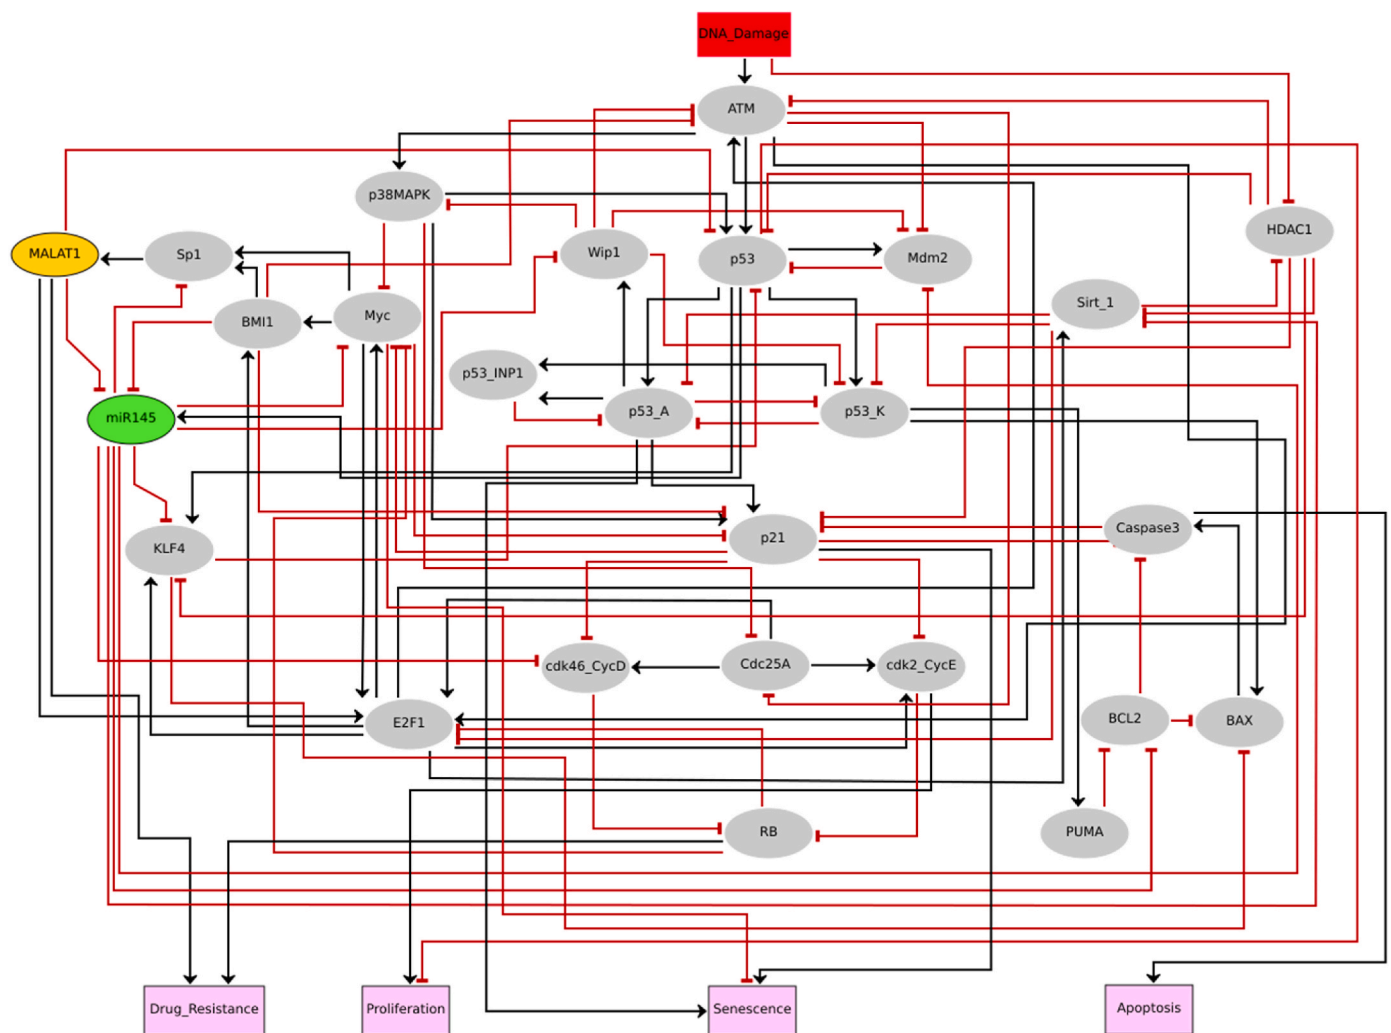 DNA_Damage
ATM
p38MAPK
HDAC1
MALAT1
Sp1
Wip1
p53
Mdm2
Sirt_1
BMI1
Myc
p53_INP1
miR145
p53_A
p53_K
KLF4
p21
Caspase3
cdk46_CycD
Cdc25A
cdk2_CycE
E2F1
BCL2
BAX
RB
PUMA
Drug_Resistance
Proliferation
Senescence
Apoptosis